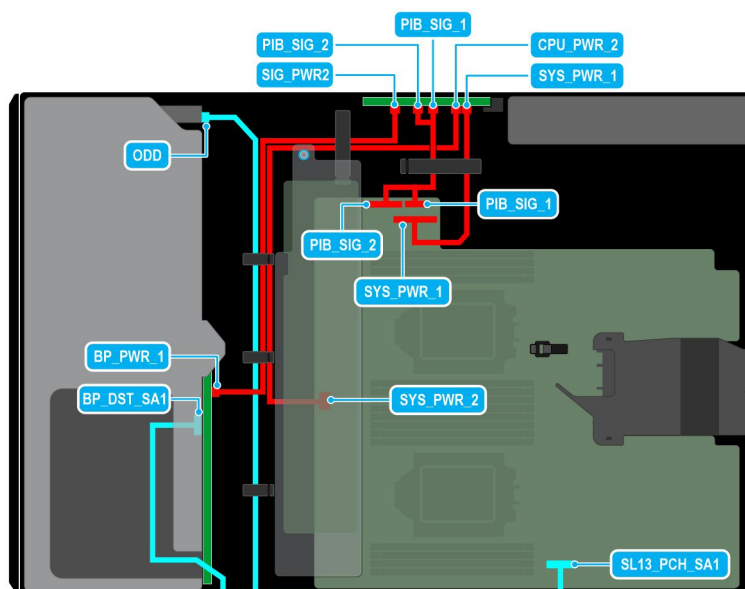 PIB_SIG_1
PIB_SIG_2
CPU_PWR_2
SIG_PWR2
SYS_PWR_1
ODD
PIB_SIG_1
PIB_SIG_2
SYS_PWR_1
BP_PWR_1
BP_DST_SA1
SYS_PWR_2
SL13_PCH_SA1